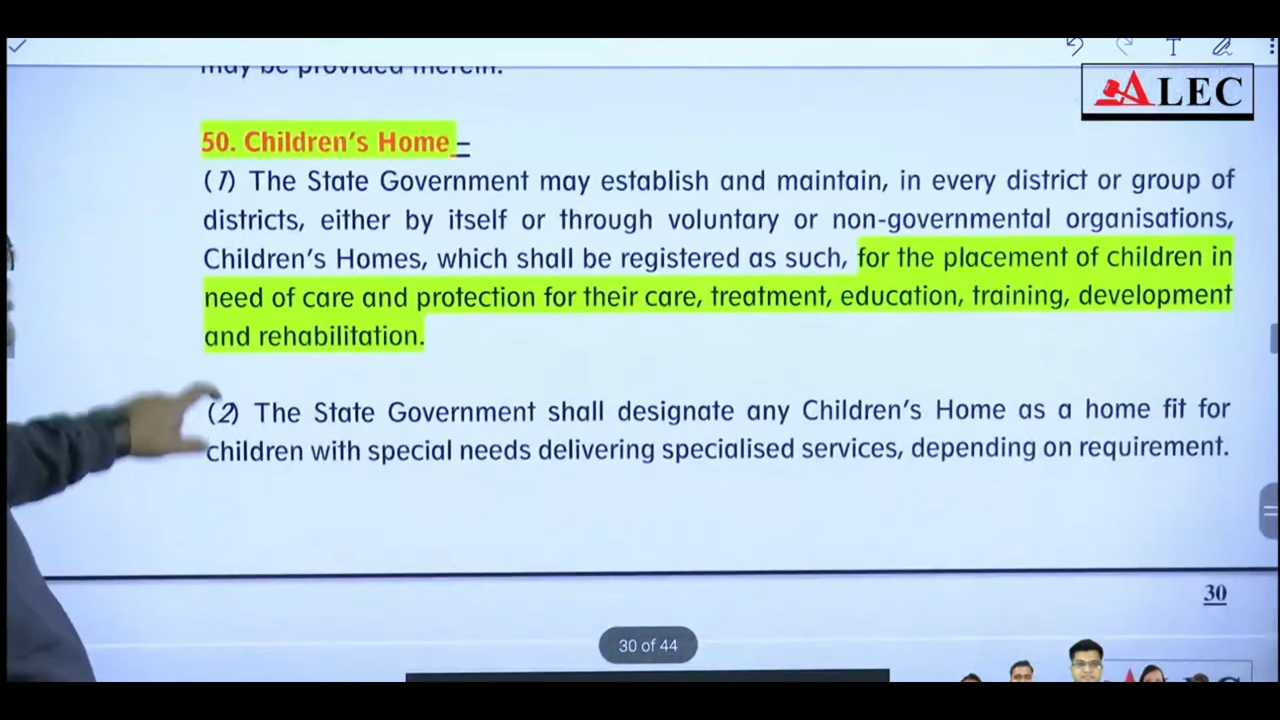 may be provided therein.
ALEC
50. Children's Home –
(1) The State Government may establish and maintain, in every district or group of
districts, either by itself or through voluntary or non-governmental organisations,
Children's Homes, which shall be registered as such, for the placement of children in
need of care and protection for their care, treatment, education, training, development
and rehabilitation.
(2) The State Government shall designate any Children's Home as a home fit for
children with special needs delivering specialised services, depending on requirement.
30
30 of 44